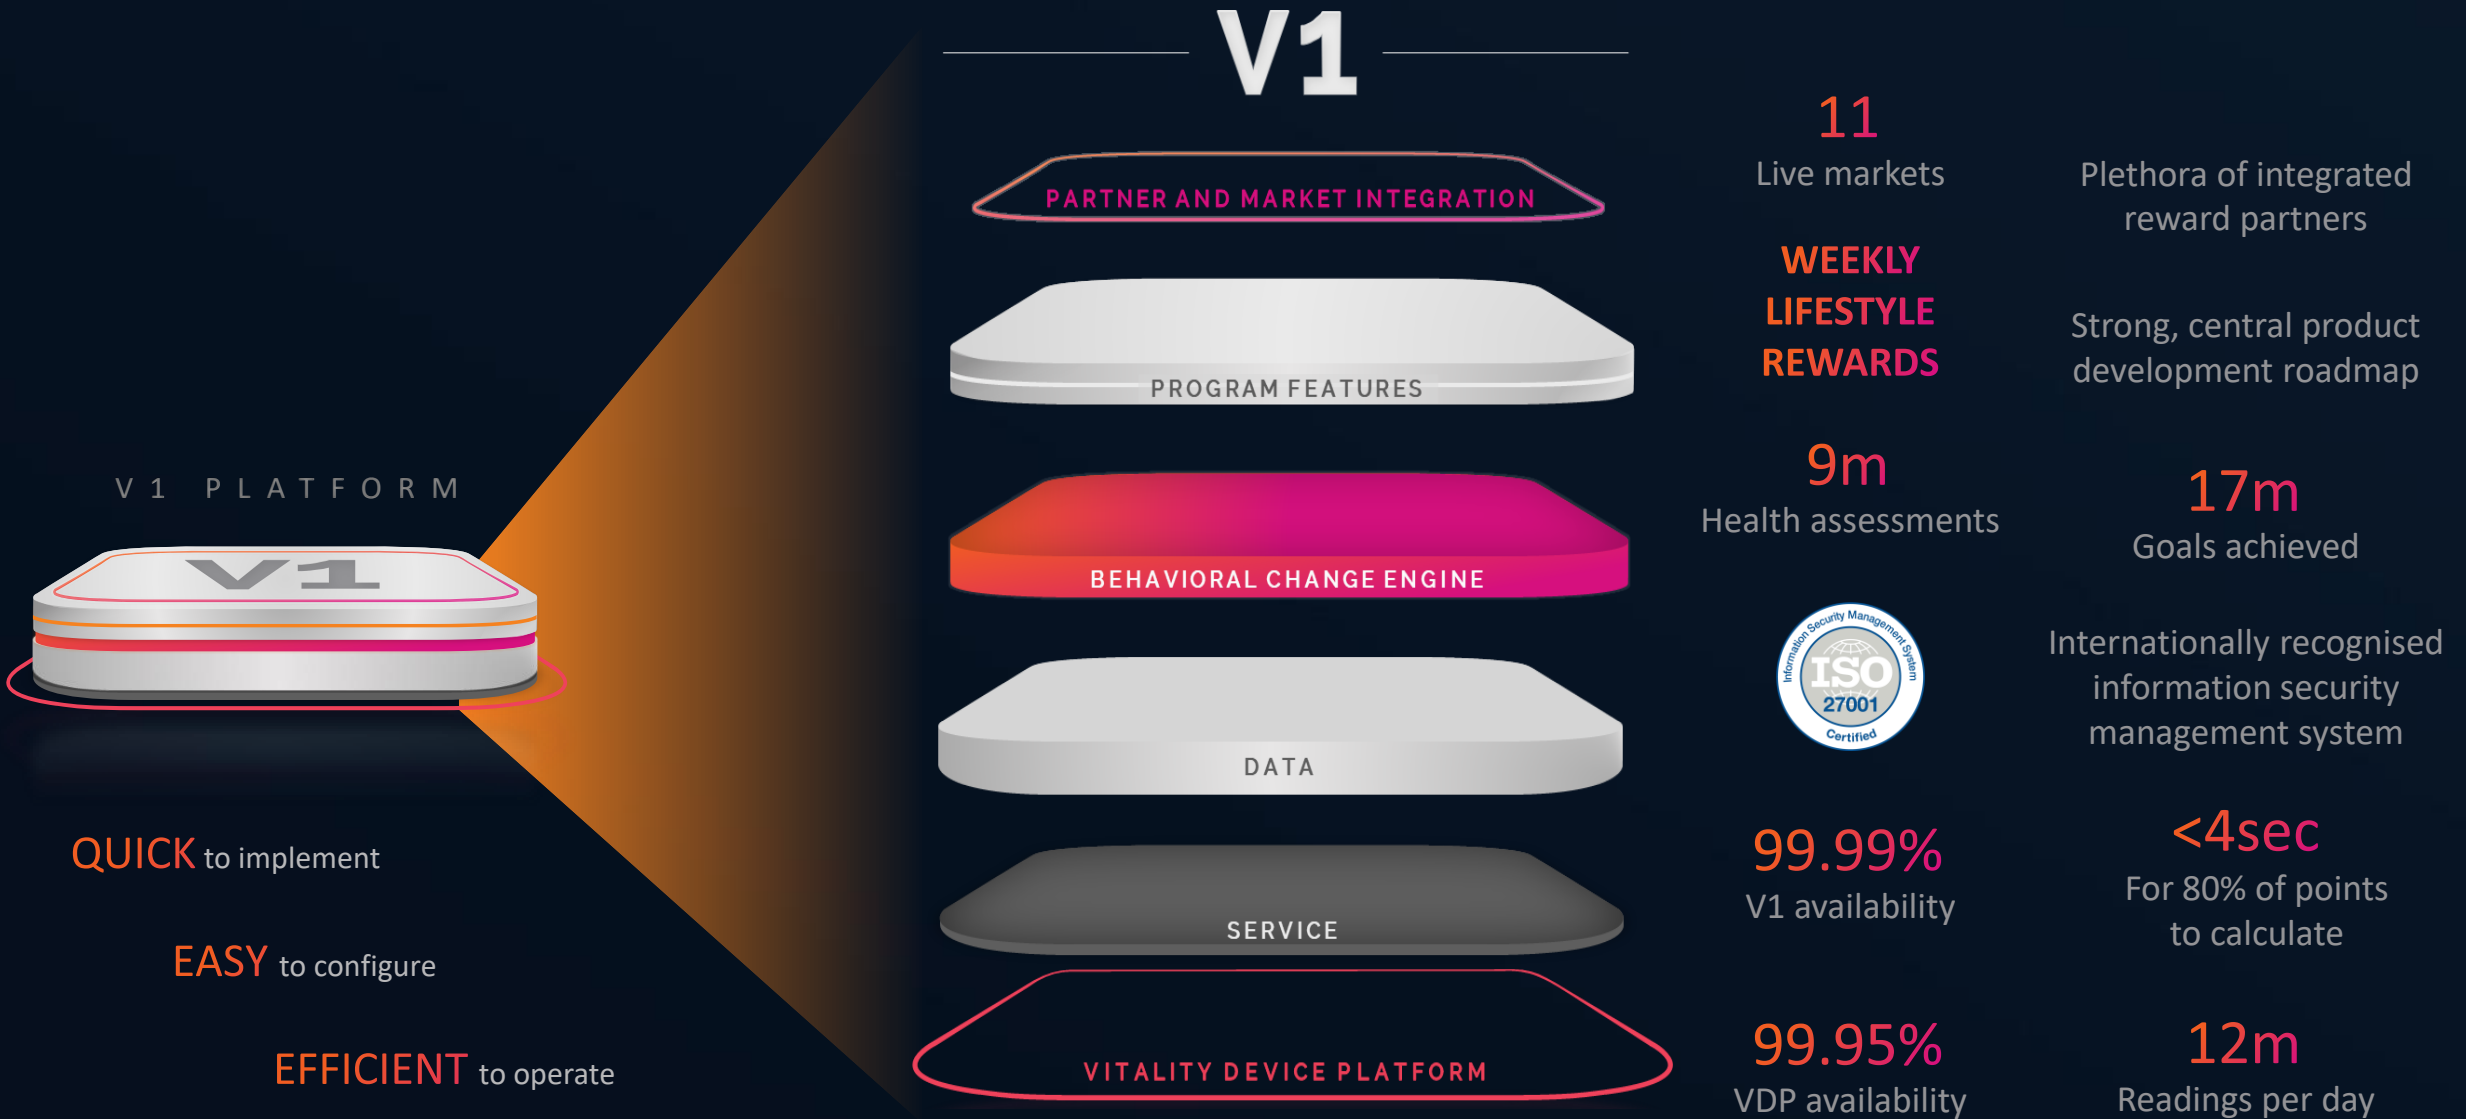 V1 PLATFORM
V1
QUICK to implement
EASY to configure
EFFICIENT to operate
V1
PARTNER AND MARKET INTEGRATION
PROGRAM FEATURES
BEHAVIORAL CHANGE ENGINE
DATA
SERVICE
VITALITY DEVICE PLATFORM
11
Live markets
Plethora of integrated
reward partners
WEEKLY
LIFESTYLE
REWARDS
Strong, central product
development roadmap
9m
Health assessments
17m
Goals achieved
Information Security Management System
ISO
27001
Certified
Internationally recognised
information security
management system
99.99%
V1 availability
<4sec
For 80% of points
to calculate
99.95%
VDP availability
12m
Readings per day